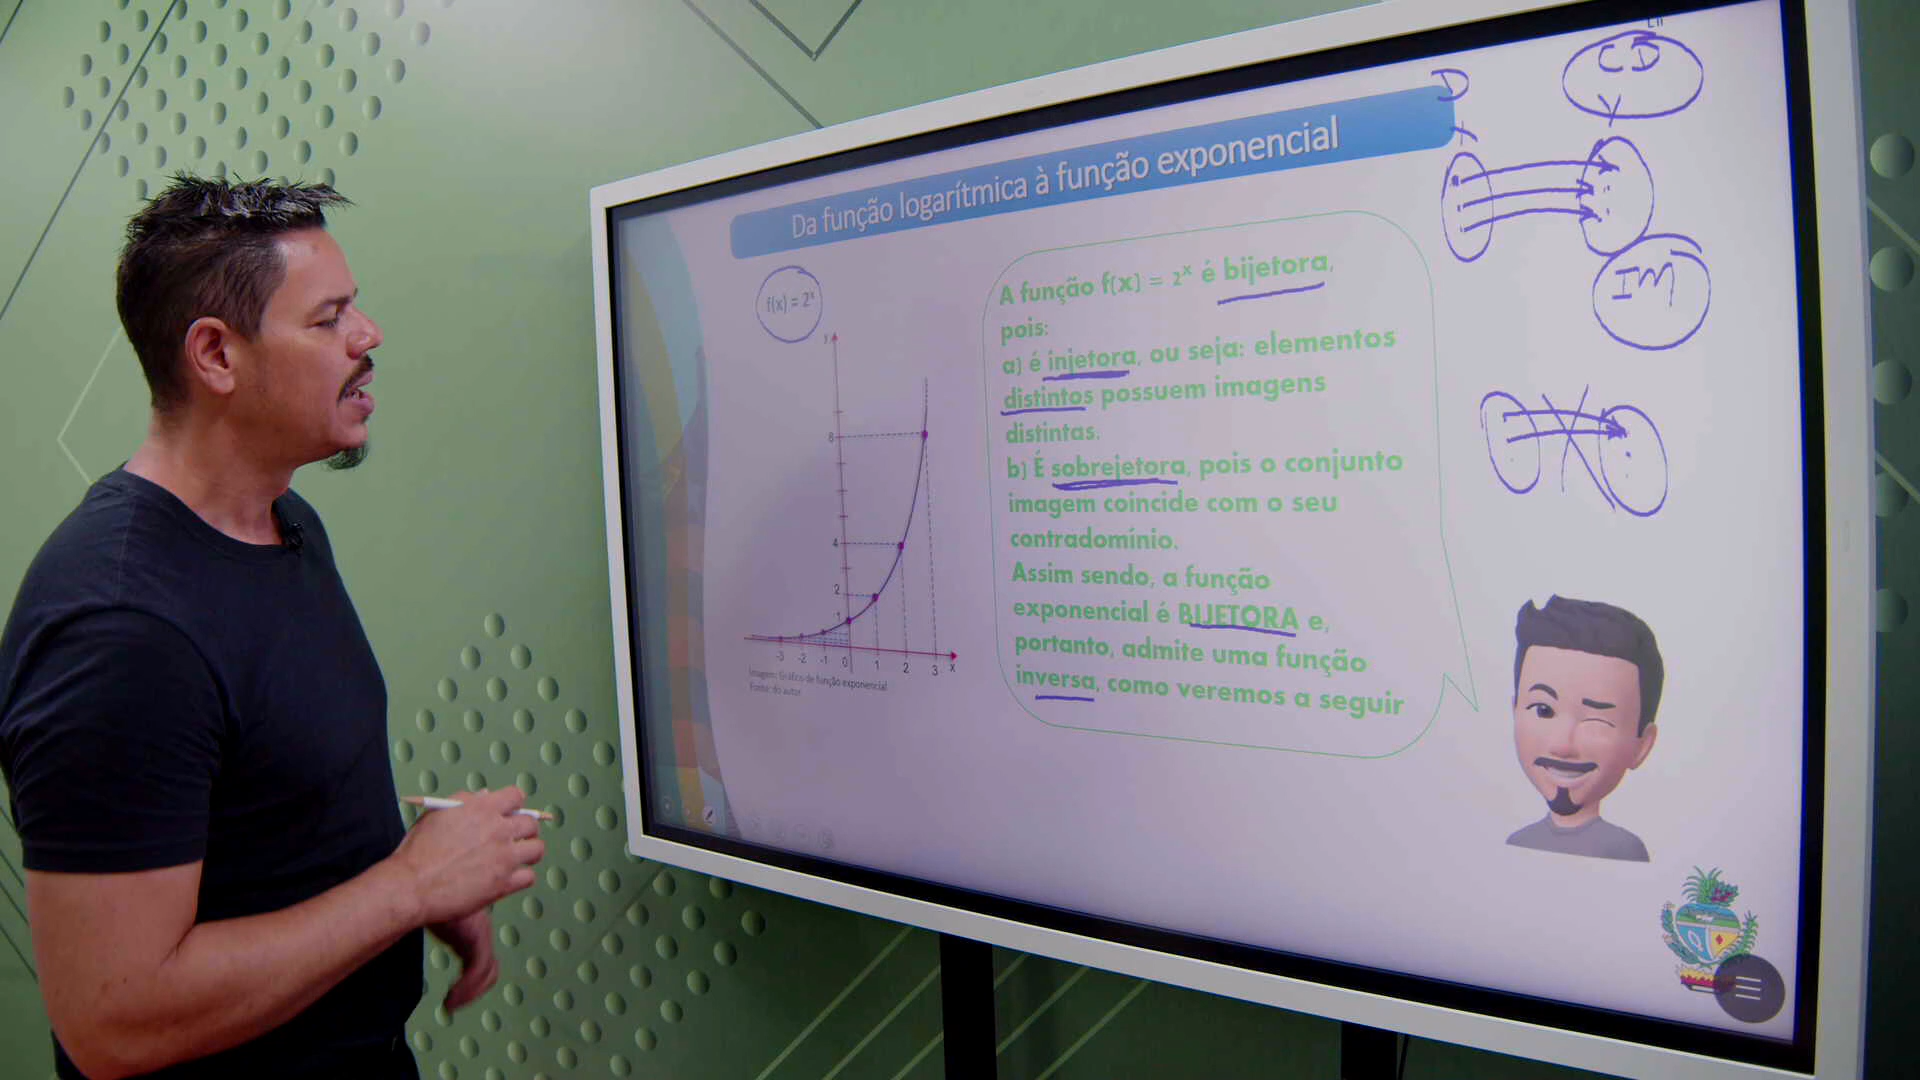 Da função logarítmica à função exponencial
f(x) = 2ˣ
y
8
4
2
1
-3 -2 -1 0 1 2 3 x
Imagem: Gráfico de função exponencial
Fonte: do autor
A função f(x) = 2ˣ é bijetora,
pois:
a) é injetora, ou seja: elementos
distintos possuem imagens
distintas.
b) É sobrejetora, pois o conjunto
imagem coincide com o seu
contradomínio.
Assim sendo, a função
exponencial é BIJETORA e,
portanto, admite uma função
inversa, como veremos a seguir
D
CD
x
y
IM